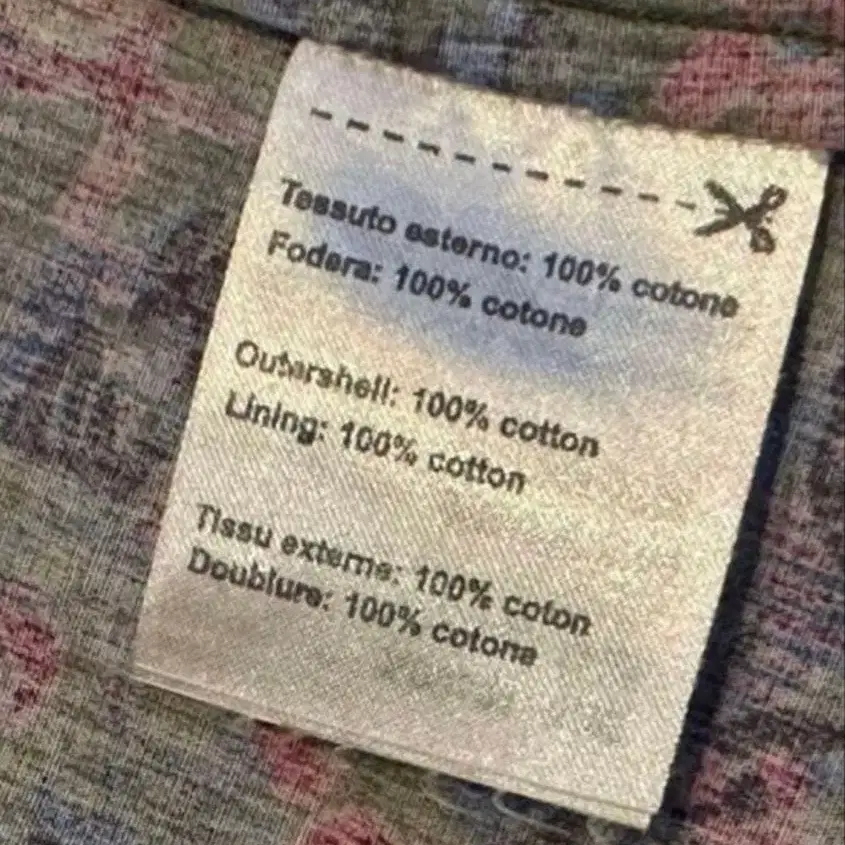 Tessuto esterno: 100% cotone
Fodera: 100% cotone
Outershell: 100% cotton
Lining: 100% cotton
Tissu externe: 100% coton
Doublure: 100% cotone